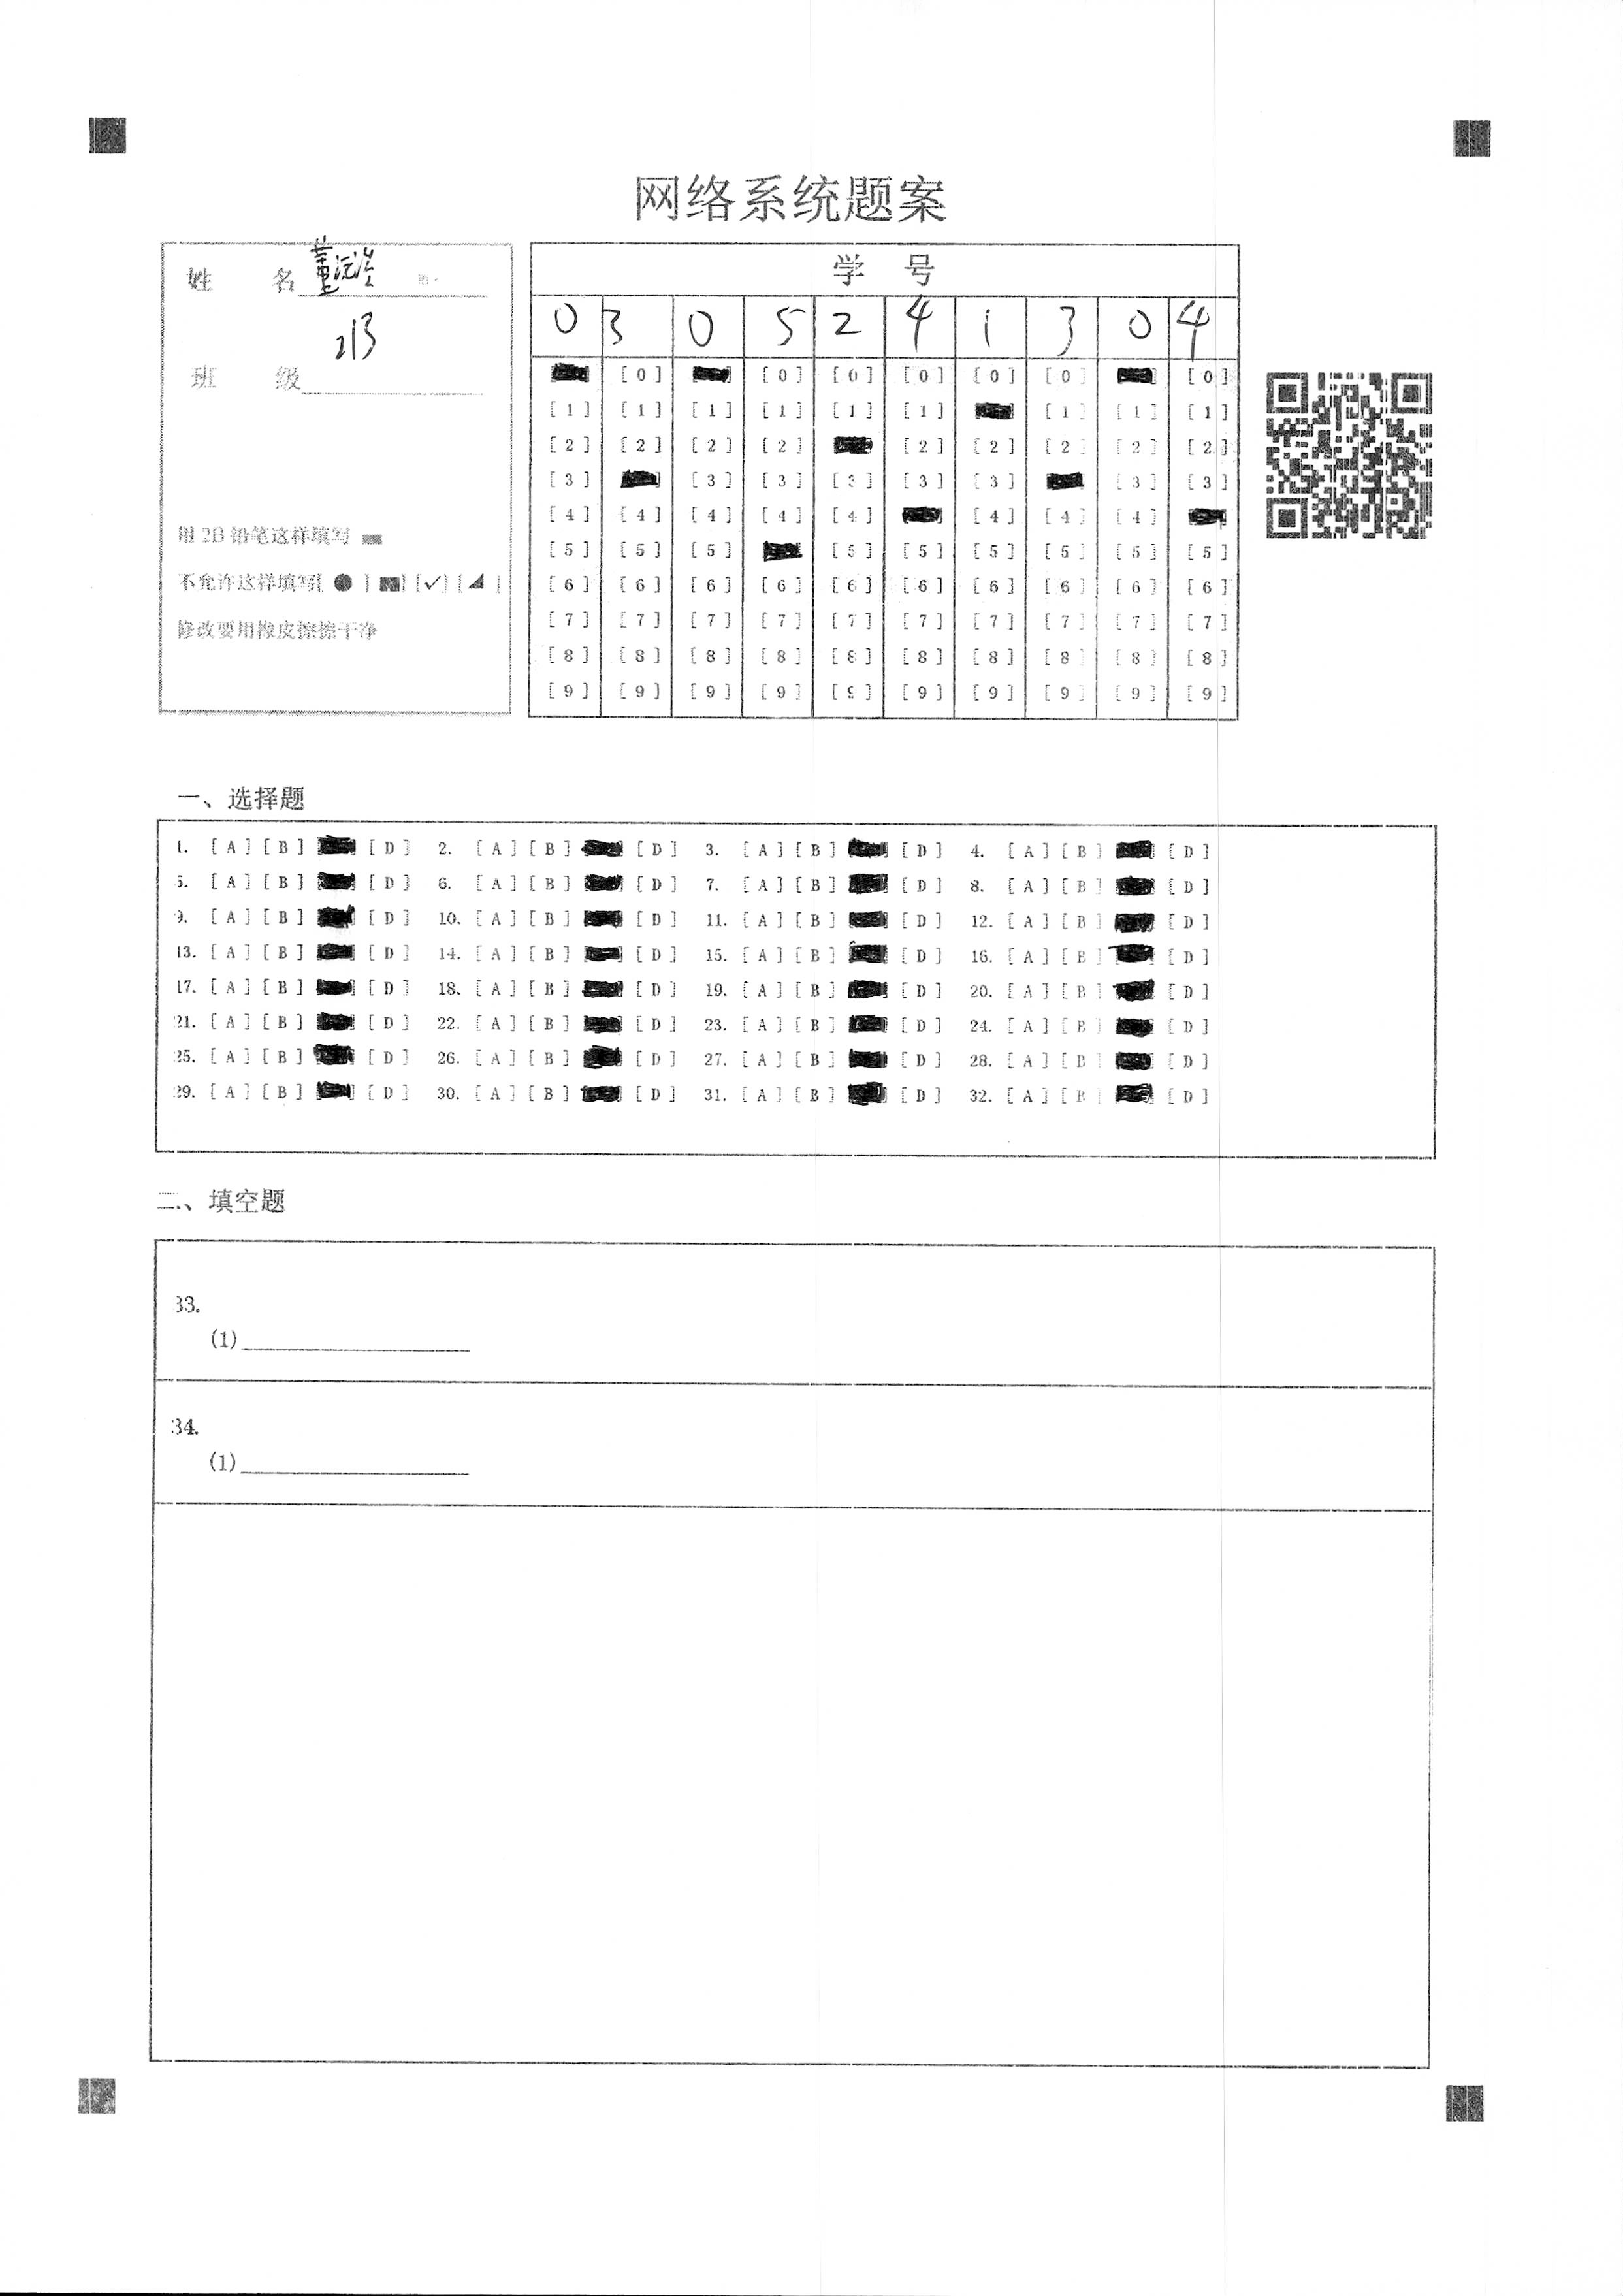 网络系统题案
姓 名 董沅冷
班 级 213
用 2B 铅笔这样填写
不允许这样填写[ ● ] [■] [✓] [◢ ]
修改要用橡皮擦擦干净
学 号
0 3 0 5 2 4 1 3 0 4
[0] [0] [0] [0] [0] [0] [0]
[1] [1] [1] [1] [1] [1] [1] [1] [1]
[2] [2] [2] [2] [2] [2] [2] [2] [2]
[3] [3] [3] [3] [3] [3] [3] [3]
[4] [4] [4] [4] [4] [4] [4] [4]
[5] [5] [5] [5] [5] [5] [5] [5] [5]
[6] [6] [6] [6] [6] [6] [6] [6] [6] [6]
[7] [7] [7] [7] [7] [7] [7] [7] [7] [7]
[8] [8] [8] [8] [8] [8] [8] [8] [8] [8]
[9] [9] [9] [9] [9] [9] [9] [9] [9] [9]
一、选择题
1. [A] [B] [D] 2. [A] [B] [D] 3. [A] [B] [D] 4. [A] [B] [D]
5. [A] [B] [D] 6. [A] [B] [D] 7. [A] [B] [D] 8. [A] [B] [D]
9. [A] [B] [D] 10. [A] [B] [D] 11. [A] [B] [D] 12. [A] [B] [D]
13. [A] [B] [D] 14. [A] [B] [D] 15. [A] [B] [D] 16. [A] [B] [D]
17. [A] [B] [D] 18. [A] [B] [D] 19. [A] [B] [D] 20. [A] [B] [D]
21. [A] [B] [D] 22. [A] [B] [D] 23. [A] [B] [D] 24. [A] [B] [D]
25. [A] [B] [D] 26. [A] [B] [D] 27. [A] [B] [D] 28. [A] [B] [D]
29. [A] [B] [D] 30. [A] [B] [D] 31. [A] [B] [D] 32. [A] [B] [D]
二、填空题
33.
(1)
34.
(1)